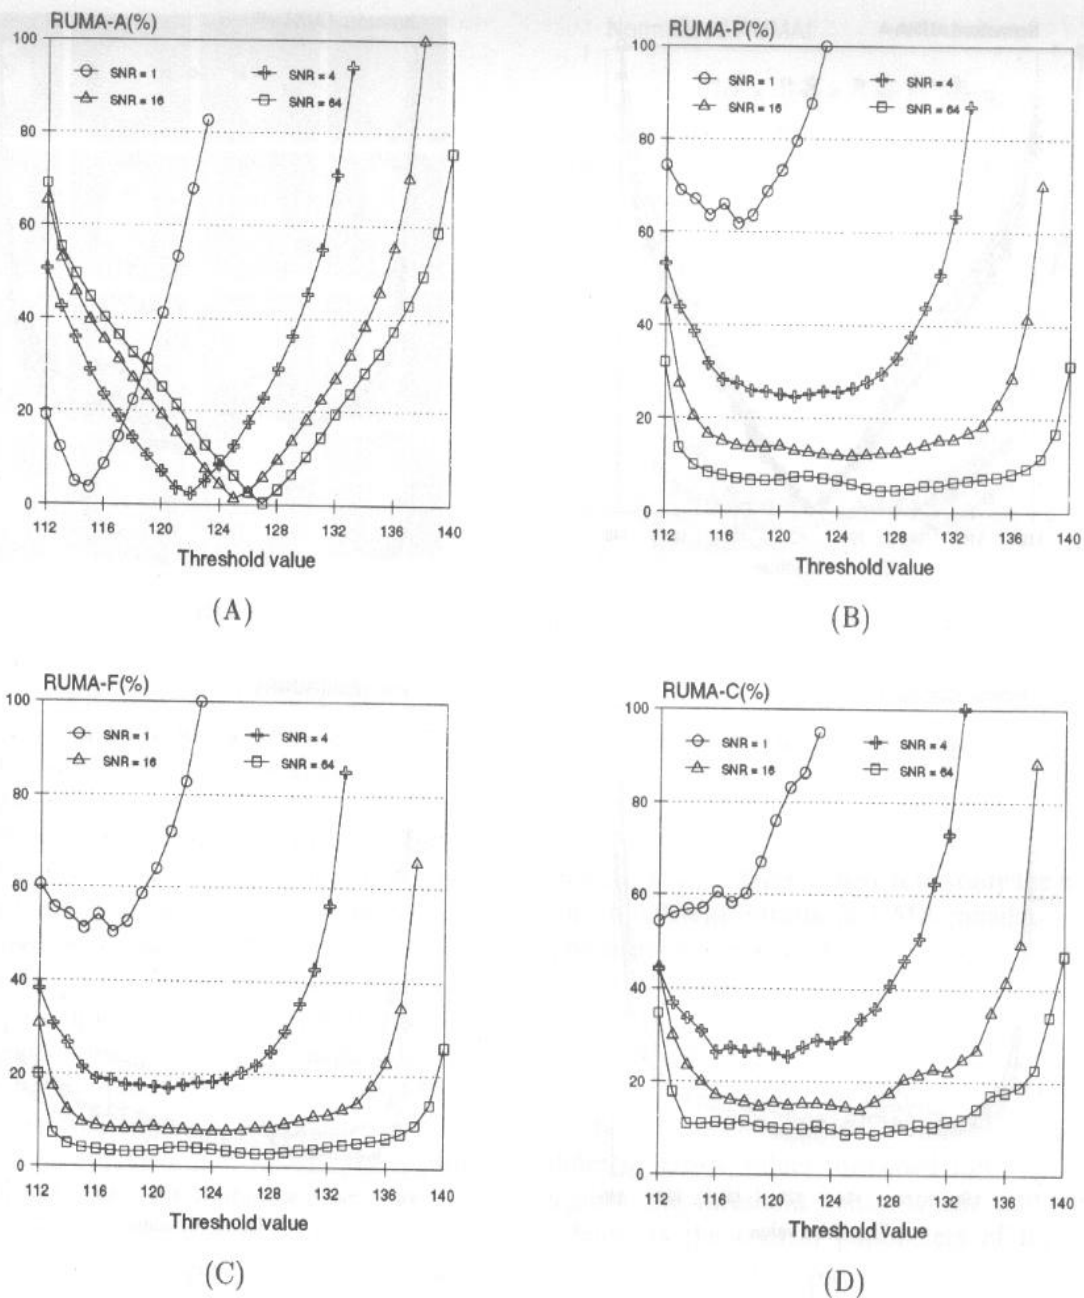 RUMA-A(%)
SNR = 1
SNR = 4
SNR = 16
SNR = 64
100
80
60
40
20
0
112 116 120 124 128 132 136 140
Threshold value
(A)
RUMA-P(%)
100
SNR = 1
SNR = 4
SNR = 16
SNR = 64
80
60
40
20
0
112 116 120 124 128 132 136 140
Threshold value
(B)
RUMA-F(%)
100
SNR = 1
SNR = 4
SNR = 16
SNR = 64
80
60
40
20
0
112 116 120 124 128 132 136 140
Threshold value
(C)
RUMA-C(%)
100
SNR = 1
SNR = 4
SNR = 16
SNR = 64
80
60
40
20
0
112 116 120 124 128 132 136 140
Threshold value
(D)